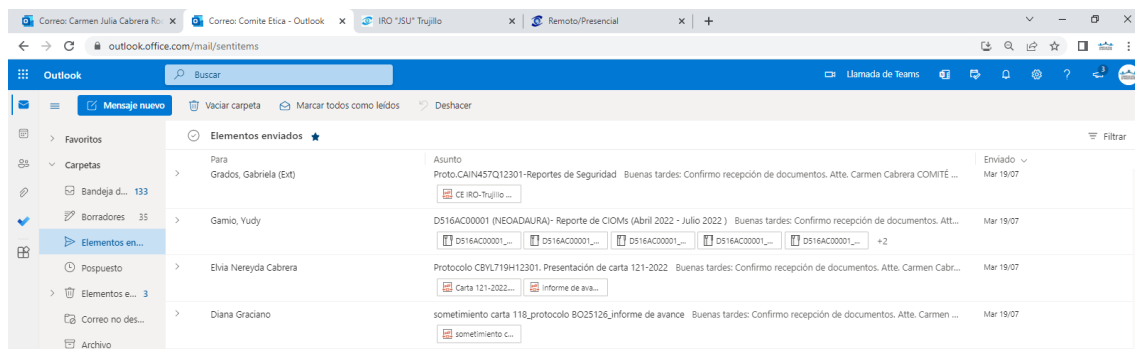 Correo: Carmen Julia Cabrera Ro
Correo: Comite Etica - Outlook
IRO "JSU" Trujillo
Remoto/Presencial
outlook.office.com/mail/sentitems
Outlook
Buscar
Llamada de Teams
3
Mensaje nuevo
Vaciar carpeta
Marcar todos como leídos
Deshacer
Favoritos
Elementos enviados
Filtrar
Carpetas
Para
Asunto
Enviado
Grados, Gabriela (Ext)
Proto.CAIN457Q12301-Reportes de Seguridad Buenas tardes: Confirmo recepción de documentos. Atte. Carmen Cabrera COMITÉ ...
Mar 19/07
Bandeja d... 133
CE IRO-Trujillo ...
Borradores 35
Gamio, Yudy
D516AC00001 (NEOADAURA)- Reporte de CIOMs (Abril 2022 - Julio 2022 ) Buenas tardes: Confirmo recepción de documentos. Att...
Mar 19/07
Elementos en...
D516AC00001_... D516AC00001_... D516AC00001_... D516AC00001_... D516AC00001_... +2
Pospuesto
Elvia Nereyda Cabrera
Protocolo CBYL719H12301. Presentación de carta 121-2022 Buenas tardes: Confirmo recepción de documentos. Atte. Carmen Cabr...
Mar 19/07
Elementos e... 3
Carta 121-2022.... informe de ava...
Correo no des...
Diana Graciano
sometimiento carta 118_protocolo BO25126_informe de avance Buenas tardes: Confirmo recepción de documentos. Atte. Carmen ...
Mar 19/07
sometimiento c...
Archivo